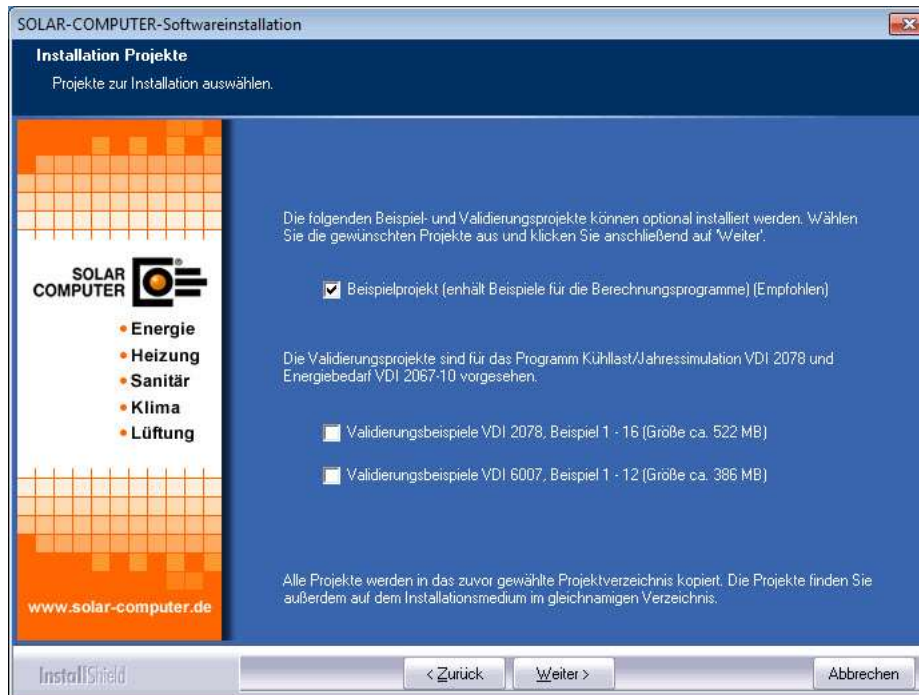 SOLAR-COMPUTER-Softwareinstallation
Installation Projekte
Projekte zur Installation auswählen.
Die folgenden Beispiel- und Validierungsprojekte können optional installiert werden. Wählen
Sie die gewünschten Projekte aus und klicken Sie anschließend auf 'Weiter'.
SOLAR
COMPUTER
®
Beispielprojekt (enhält Beispiele für die Berechnungsprogramme) (Empfohlen)
• Energie
• Heizung
• Sanitär
• Klima
• Lüftung
Die Validierungsprojekte sind für das Programm Kühllast/Jahressimulation VDI 2078 und
Energiebedarf VDI 2067-10 vorgesehen.
Validierungsbeispiele VDI 2078, Beispiel 1 - 16 (Größe ca. 522 MB)
Validierungsbeispiele VDI 6007, Beispiel 1 - 12 (Größe ca. 386 MB)
Alle Projekte werden in das zuvor gewählte Projektverzeichnis kopiert. Die Projekte finden Sie
außerdem auf dem Installationsmedium im gleichnamigen Verzeichnis.
www.solar-computer.de
InstallShield
< Zurück
Weiter >
Abbrechen